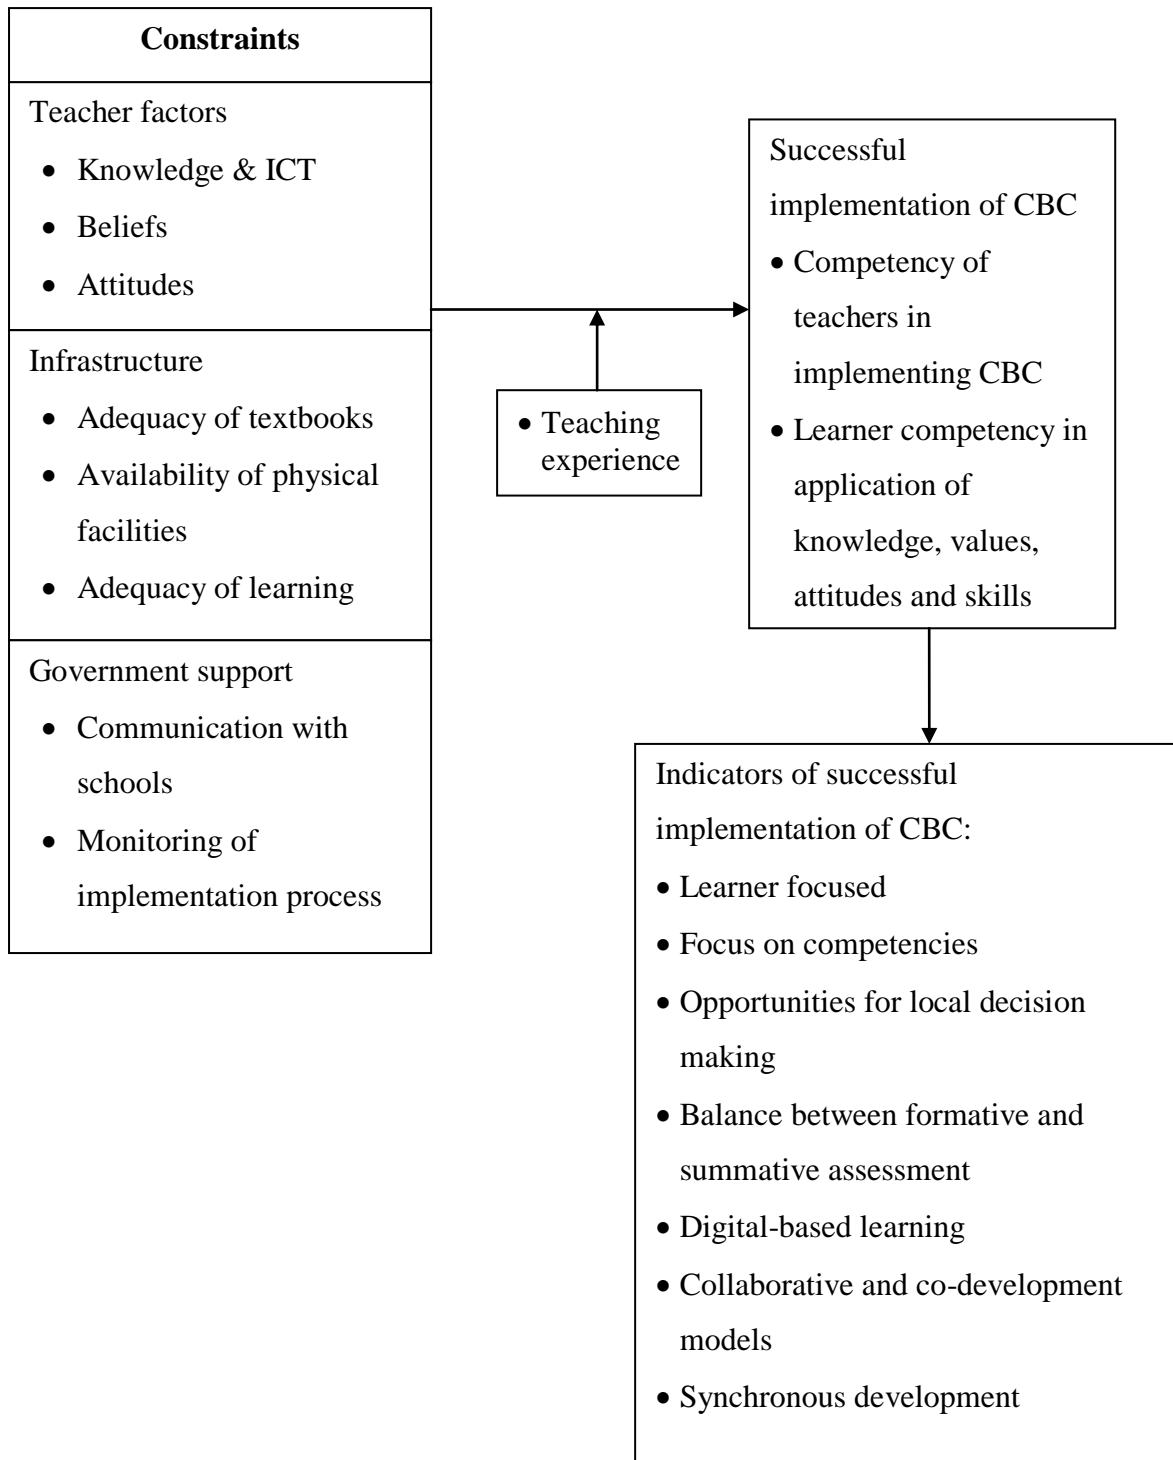 Constraints
Teacher factors
• Knowledge & ICT
• Beliefs
• Attitudes
Infrastructure
• Adequacy of textbooks
• Availability of physical
facilities
• Adequacy of learning
Government support
• Communication with
schools
• Monitoring of
implementation process
• Teaching
experience
Successful
implementation of CBC
• Competency of
teachers in
implementing CBC
• Learner competency in
application of
knowledge, values,
attitudes and skills
Indicators of successful
implementation of CBC:
• Learner focused
• Focus on competencies
• Opportunities for local decision
making
• Balance between formative and
summative assessment
• Digital-based learning
• Collaborative and co-development
models
• Synchronous development